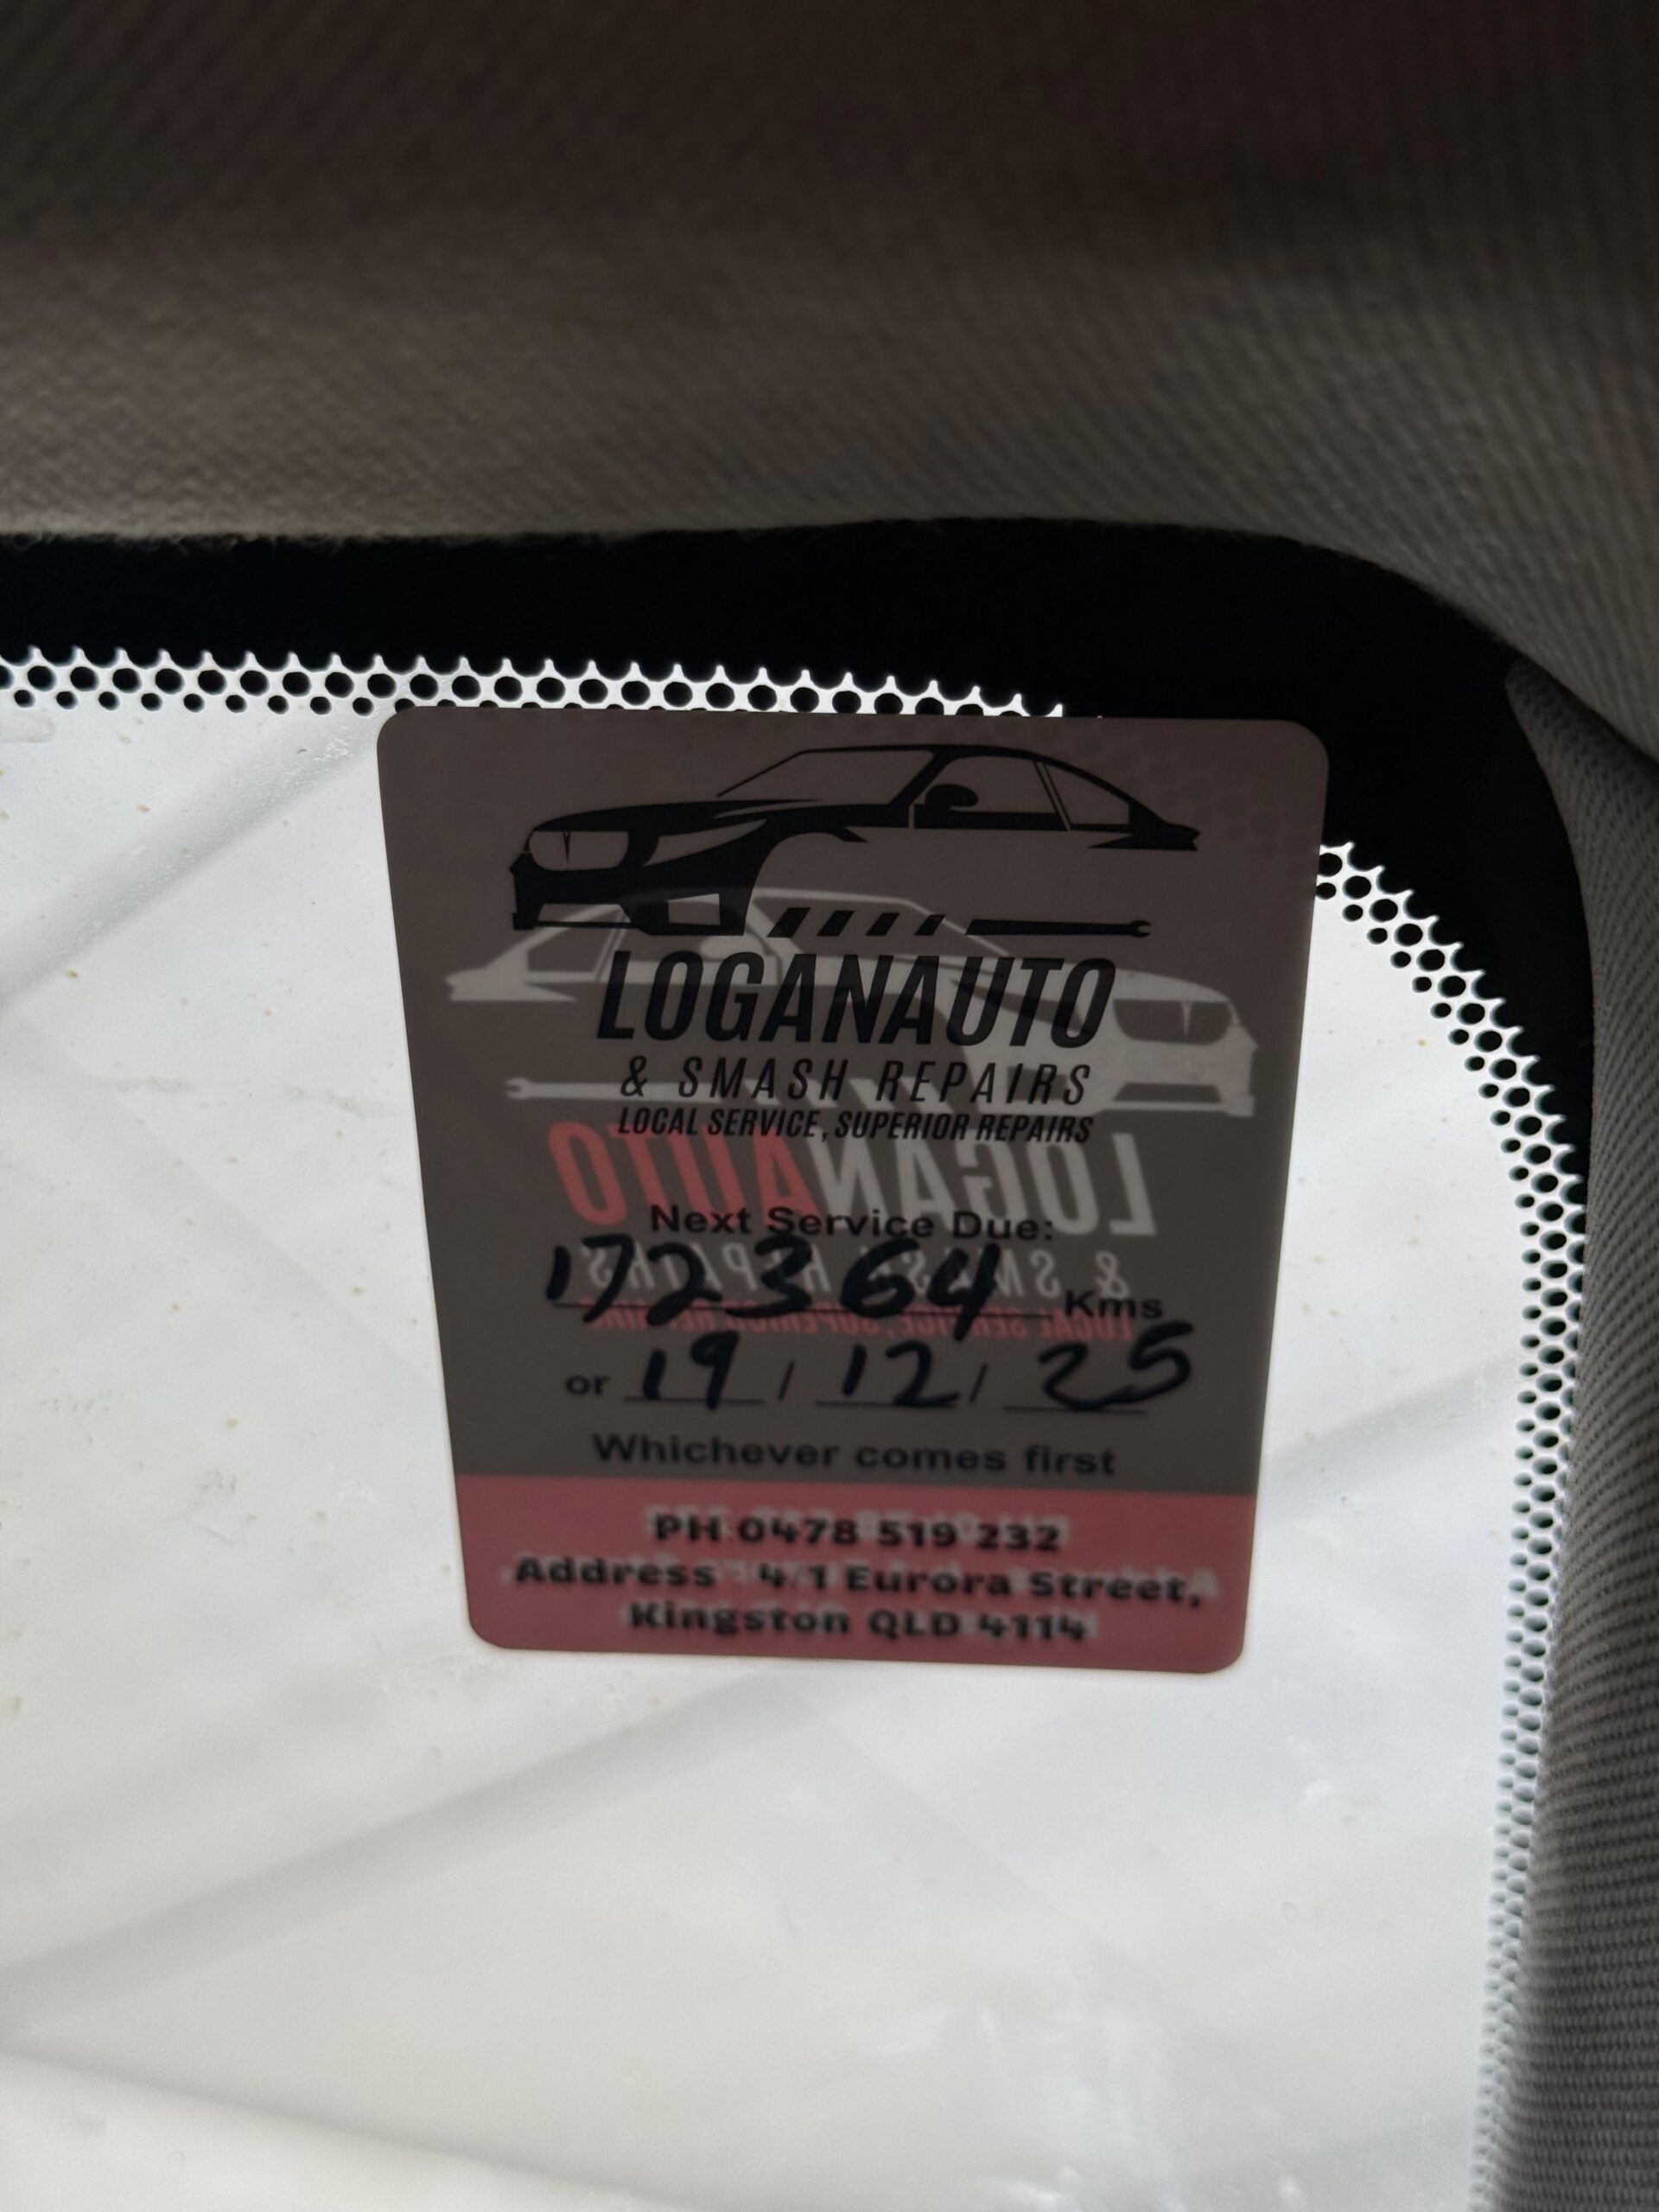 LOGANAUTO
& SMASH REPAIRS
LOCAL SERVICE, SUPERIOR REPAIRS
Next Service Due:
172364 Kms
or 19 / 12 / 25
Whichever comes first
PH 0478 519 232
Address 4/1 Eurora Street,
Kingston QLD 4114